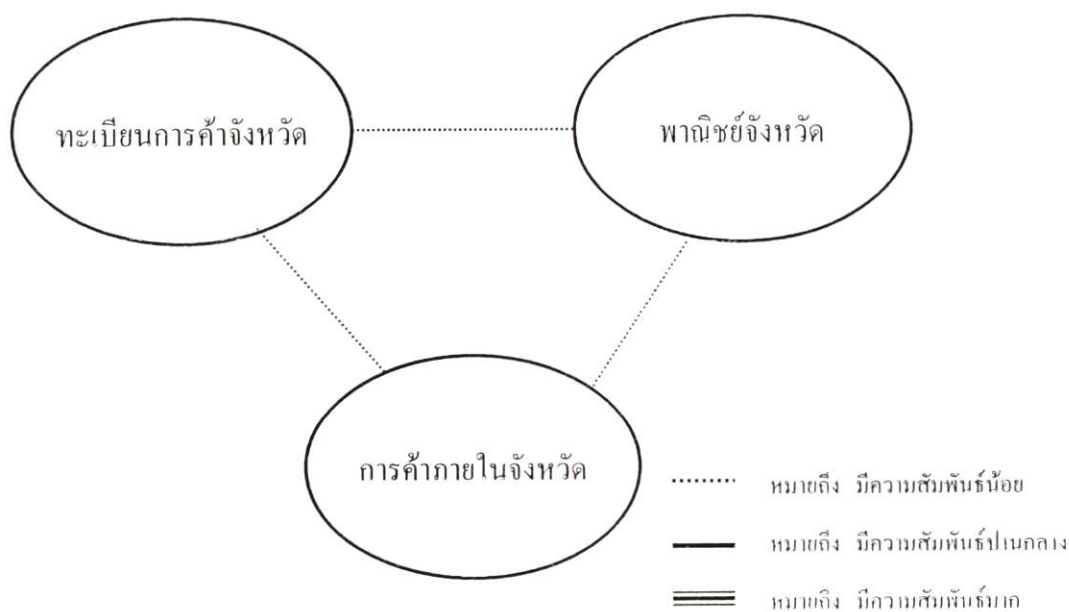 ทะเบียนการค้าจังหวัด
พาณิชย์จังหวัด
การค้าภายในจังหวัด
หมายถึง มีความสัมพันธ์น้อย
หมายถึง มีความสัมพันธ์ปานกลาง
หมายถึง มีความสัมพันธ์มาก